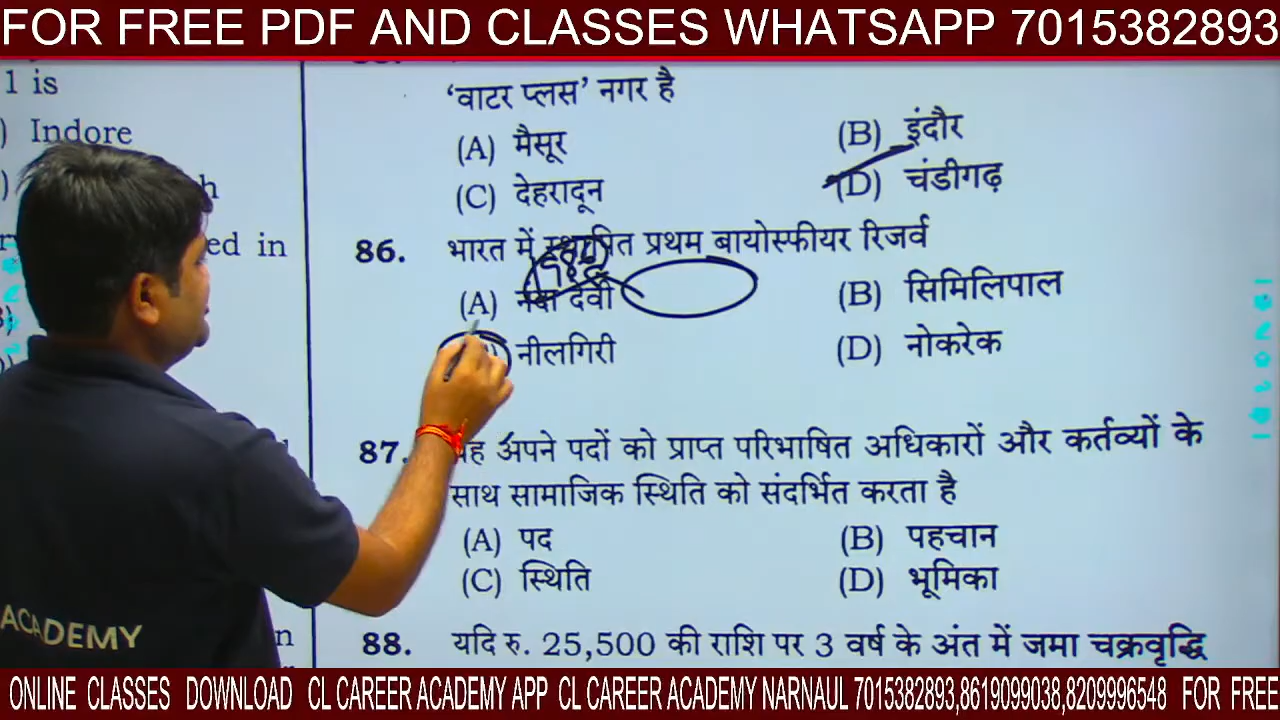 FOR FREE PDF AND CLASSES WHATSAPP 7015382893
1 is
) Indore
ed in
‘वाटर प्लस’ नगर है
(A) मैसूर
(B) इंदौर
(C) देहरादून
(D) चंडीगढ़
86. भारत में स्थापित प्रथम बायोस्फीयर रिजर्व
(A) नंदा देवी
(B) सिमिलिपाल
नीलगिरी
(D) नोकरेक
87. यह अपने पदों को प्राप्त परिभाषित अधिकारों और कर्तव्यों के
साथ सामाजिक स्थिति को संदर्भित करता है
(A) पद
(B) पहचान
(C) स्थिति
(D) भूमिका
88. यदि रु. 25,500 की राशि पर 3 वर्ष के अंत में जमा चक्रवृद्धि
ACADEMY
ONLINE CLASSES DOWNLOAD CL CAREER ACADEMY APP CL CAREER ACADEMY NARNAUL 7015382893,8619099038,8209996548 FOR FREE